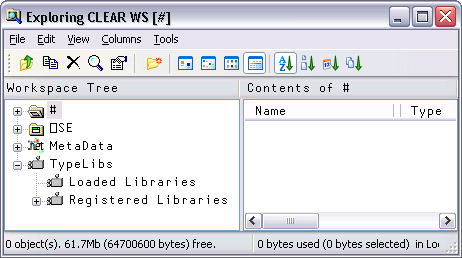 Exploring CLEAR WS [#]
File Edit View Columns Tools
Workspace Tree
Contents of #
Name Type
#
⎕SE
MetaData
TypeLibs
Loaded Libraries
Registered Libraries
0 object(s). 61.7Mb (64700600 bytes) free.
0 bytes used (0 bytes selected) in Loc